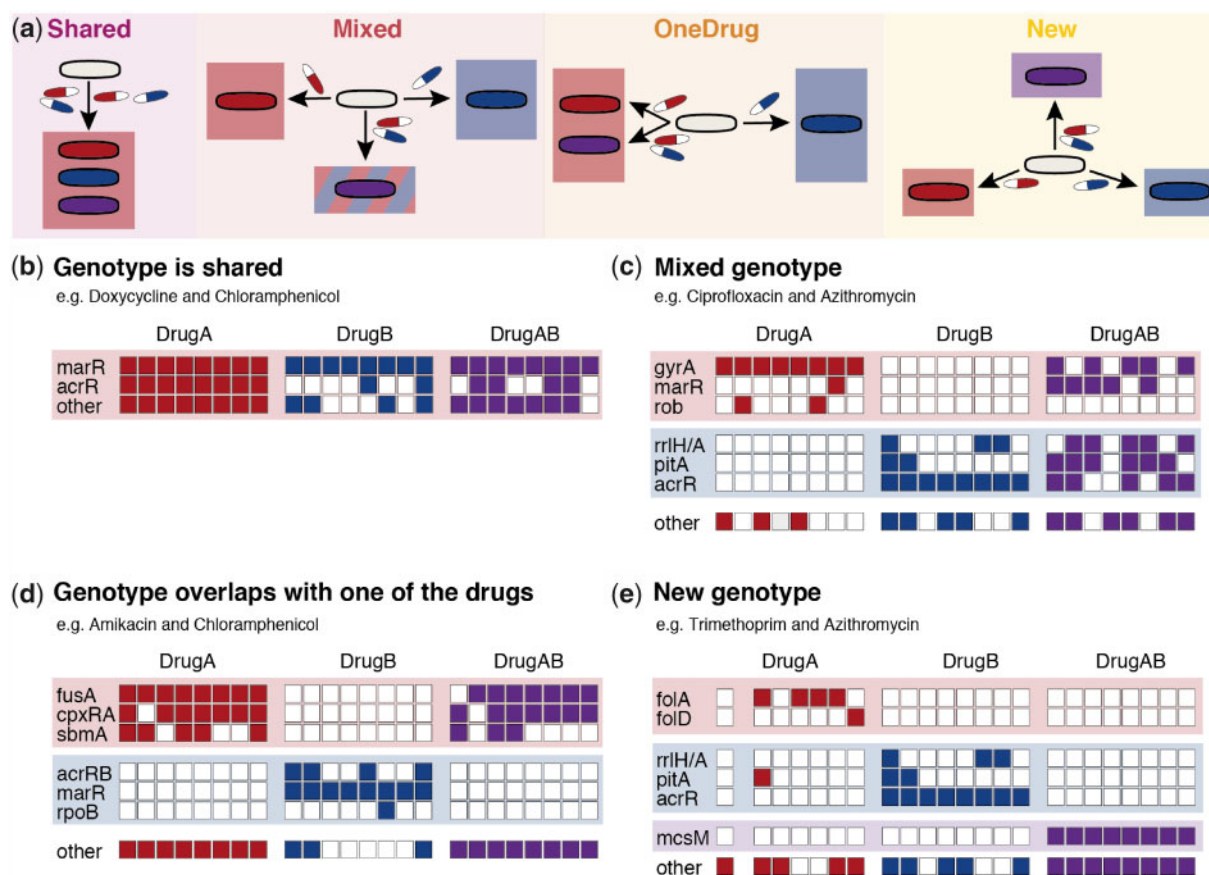 (a) Shared Mixed OneDrug New
(b) Genotype is shared
e.g. Doxycycline and Chloramphenicol
DrugA DrugB DrugAB
marR
acrR
other
(c) Mixed genotype
e.g. Ciprofloxacin and Azithromycin
DrugA DrugB DrugAB
gyrA
marR
rob
rrlH/A
pitA
acrR
other
(d) Genotype overlaps with one of the drugs
e.g. Amikacin and Chloramphenicol
DrugA DrugB DrugAB
fusA
cpxRA
sbmA
acrRB
marR
rpoB
other
(e) New genotype
e.g. Trimethoprim and Azithromycin
DrugA DrugB DrugAB
folA
folD
rrlH/A
pitA
acrR
mcsM
other